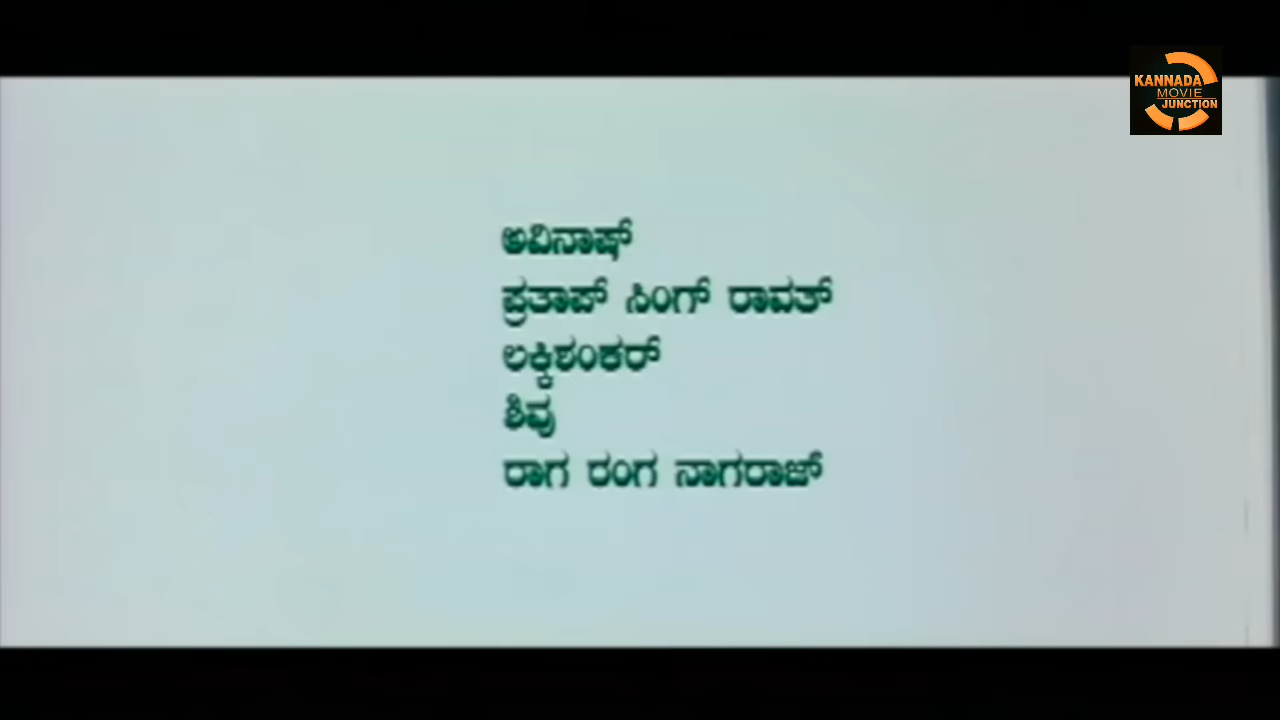 KANNADA
MOVIE
JUNCTION
ಅವಿನಾಷ್
ಪ್ರತಾಪ್ ಸಿಂಗ್ ರಾವತ್
ಲಕ್ಕಿಶಂಕರ್
ಶಿವು
ರಾಗ ರಂಗ ನಾಗರಾಜ್